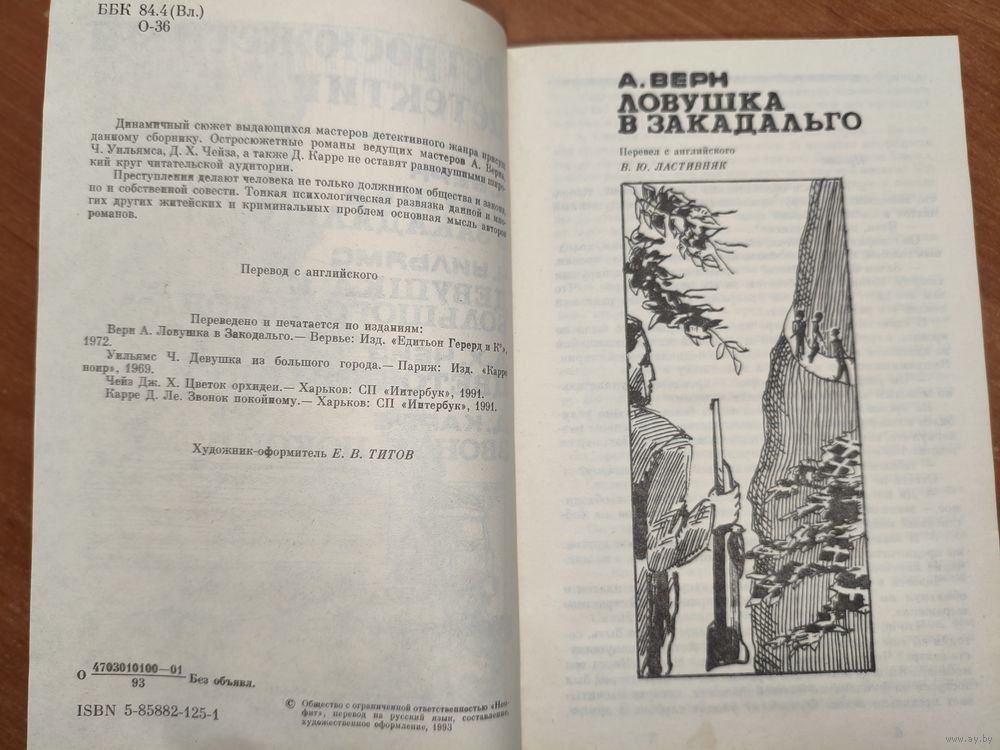 ББК 84.4(Вл.)
О-36
Динамичный сюжет выдающихся мастеров детективного жанра присущ
данному сборнику. Остросюжетные романы ведущих мастеров А. Верна,
Ч. Уильямса, Д. Х. Чейза, а также Д. Карре не оставят равнодушными широ-
кий круг читательской аудитории.
Преступления делают человека не только должником общества и закона,
но и собственной совести. Тонкая психологическая развязка данной и мно-
гих других житейских и криминальных проблем основная мысль авторов
романов.
Перевод с английского
Переведено и печатается по изданиям:
Верн А. Ловушка в Закодальго.— Вервье: Изд. «Едитьон Герерд и К°»,
1972.
Уильямс Ч. Девушка из большого города.— Париж: Изд. «Карре
ноир», 1969.
Чейз Дж. Х. Цветок орхидеи.— Харьков: СП «Интербук», 1991.
Карре Д. Ле. Звонок покойному.— Харьков: СП «Интербук», 1991.
Художник-оформитель Е. В. ТИТОВ
О 4703010100—01 Без объявл.
93
ISBN 5-85882-125-1
© Общество с ограниченной ответственностью «Нео-
фит», перевод на русский язык, составление,
художественное оформление, 1993
А. ВЕРН
ЛОВУШКА
В ЗАКАДАЛЬГО
Перевел с английского
В. Ю. ЛАСТИВНЯК
www.ay.by